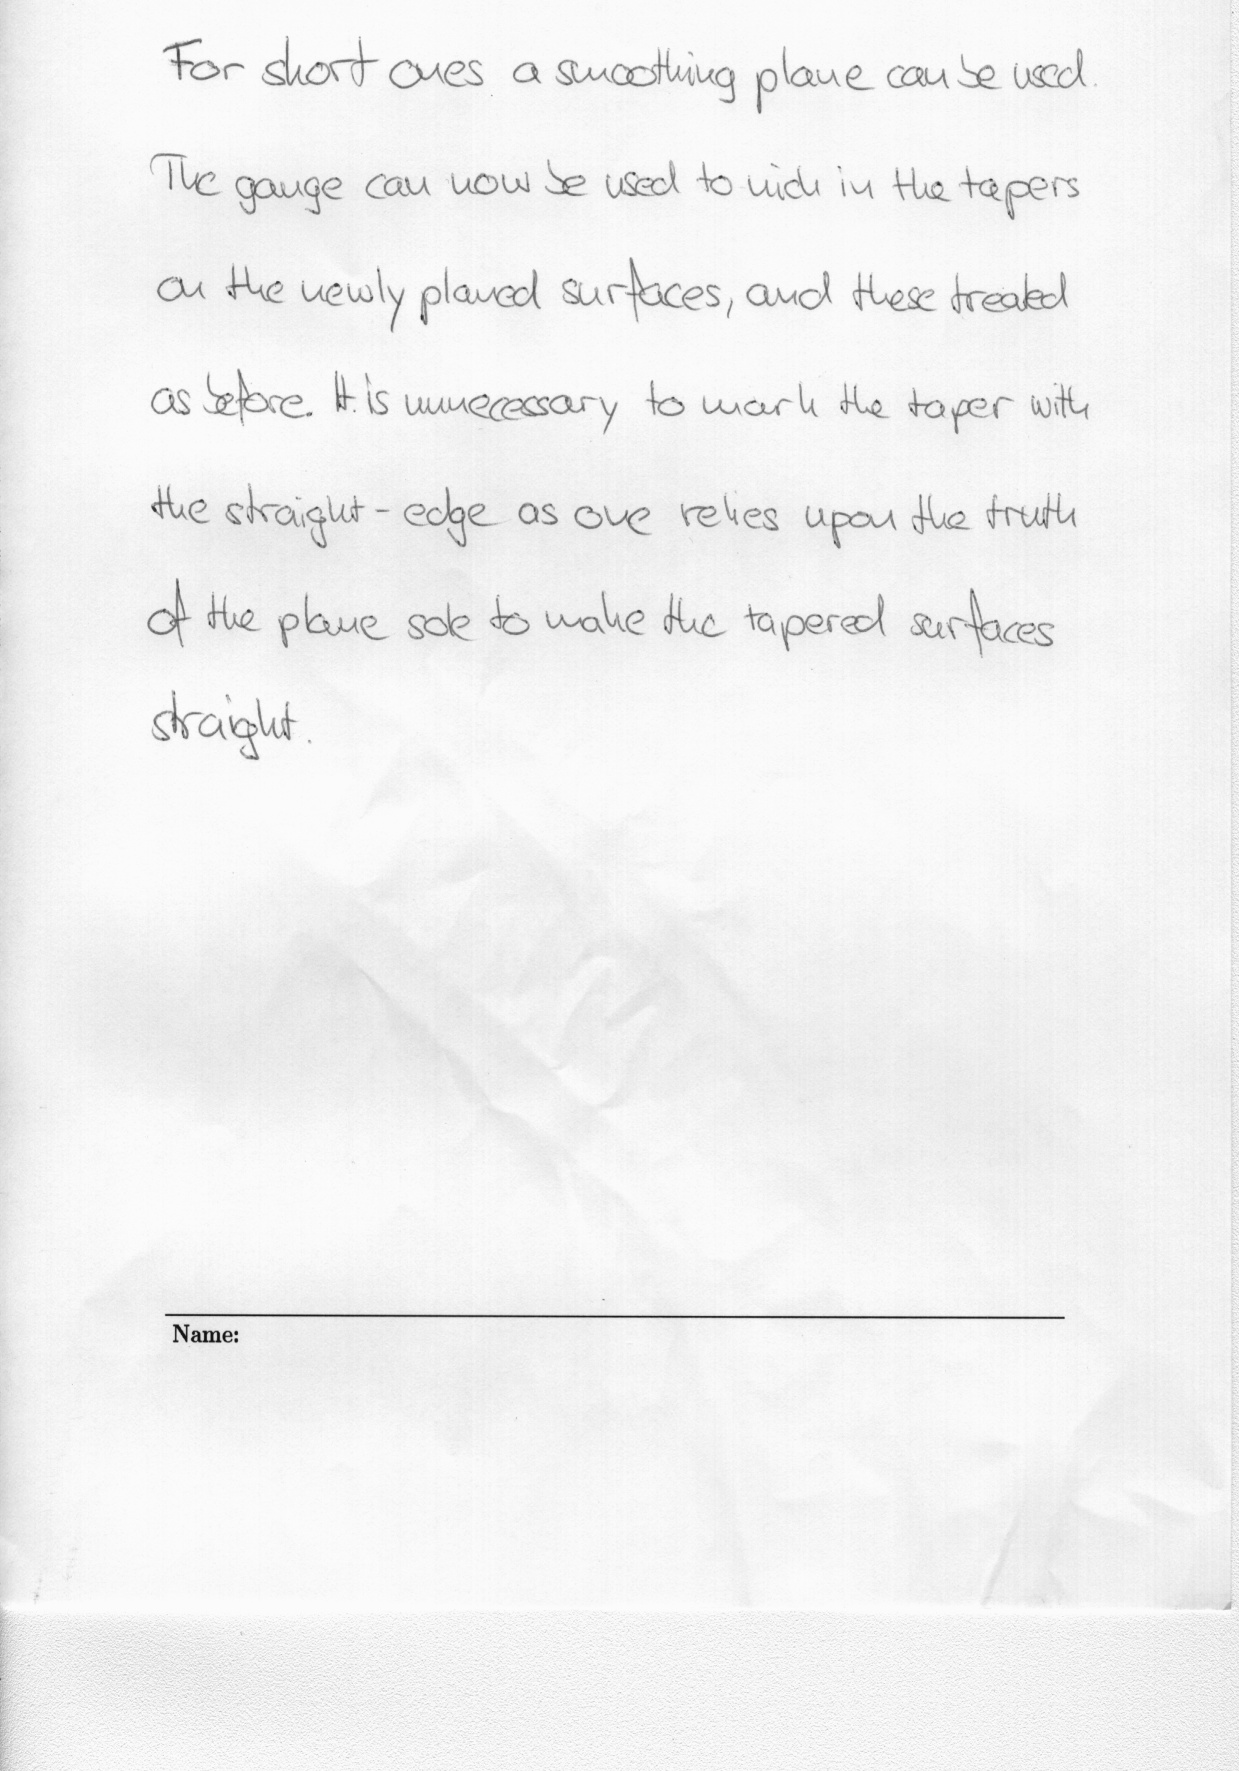 For short ones a smoothing plane can be used.
The gauge can now be used to nich in the tapers
on the newly planed surfaces, and these treated
as before. It is unnecessary to mark the taper with
the straight-edge as one relies upon the truth
of the plane sole to make the tapered surfaces
straight.
Name: